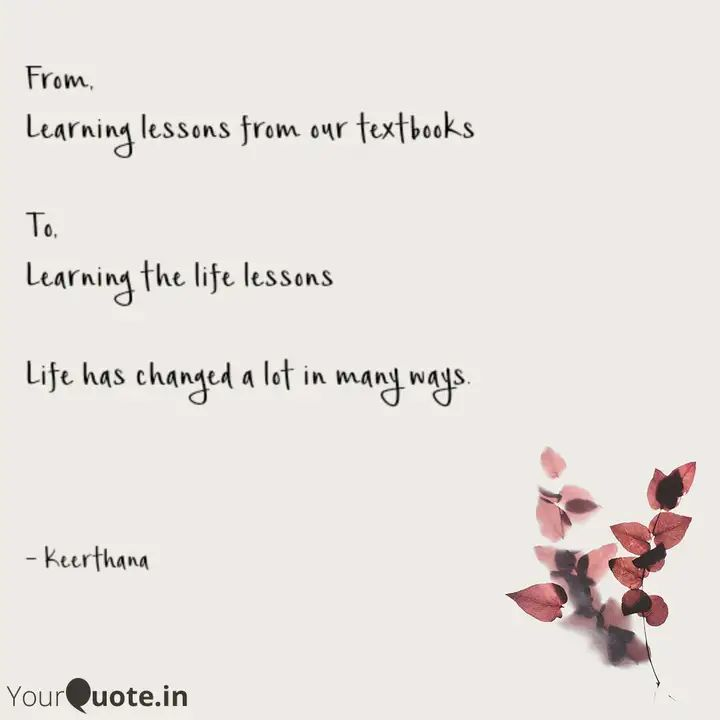 From,
Learning lessons from our textbooks
To,
Learning the life lessons
Life has changed a lot in many ways.
- Keerthana
YourQuote.in